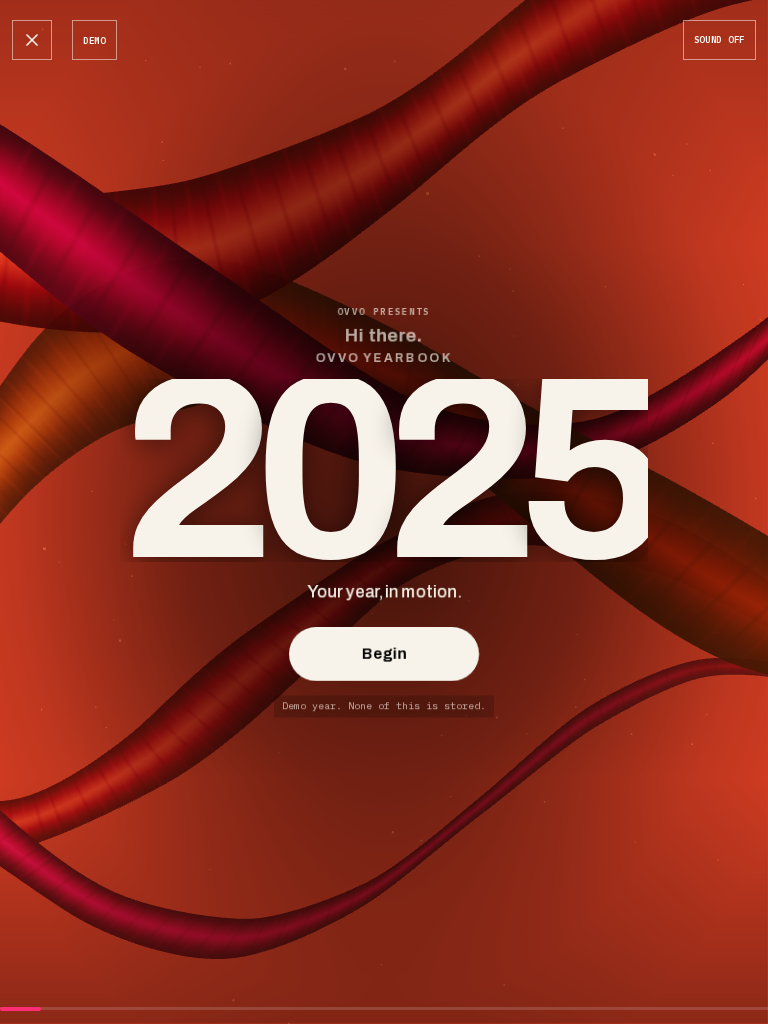 DEMO
SOUND OFF
OVVO PRESENTS
Hi there.
OVVO YEARBOOK
2025
Your year, in motion.
Begin
Demo year. None of this is stored.